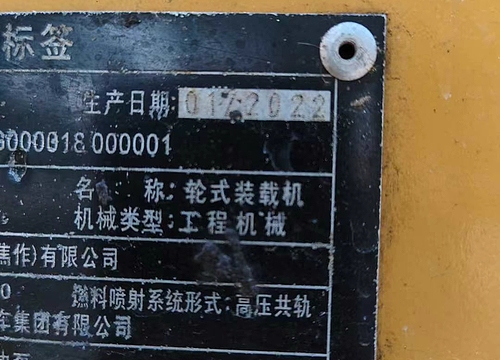 标签
生产日期: 01-2022
G000018 000001
名 称: 轮式装载机
机械类型: 工程机械
焦作)有限公司
0 燃料喷射系统形式: 高压共轨
车集团有限公司